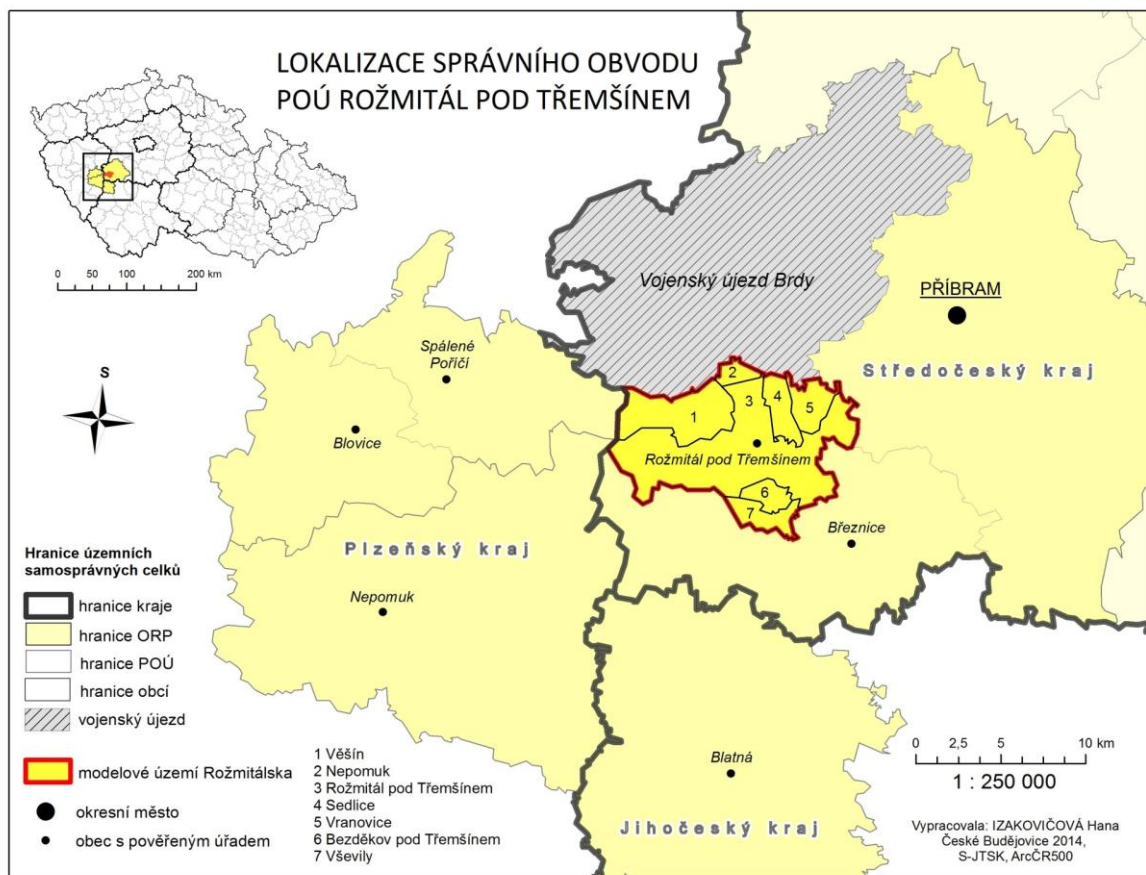 LOKALIZACE SPRÁVNÍHO OBVODU
POÚ ROŽMITÁL POD TŘEMŠÍNEM
0 50 100 200 km
S
Vojenský újezd Brdy
PŘÍBRAM
Středočeský kraj
Spálené
Poříčí
Blovice
1
2
3
4
5
Rožmitál pod Třemšínem
6
7
Březnice
Plzeňský kraj
Nepomuk
Blatná
Jihočeský kraj
Hranice územních
samosprávných celků
hranice kraje
hranice ORP
hranice POÚ
hranice obcí
vojenský újezd
modelové území Rožmitálska
okresní město
obec s pověřeným úřadem
1 Věšín
2 Nepomuk
3 Rožmitál pod Třemšínem
4 Sedlice
5 Vranovice
6 Bezděkov pod Třemšínem
7 Vševily
0 2,5 5 10 km
1 : 250 000
Vypracovala: IZAKOVIČOVÁ Hana
České Budějovice 2014,
S-JTSK, ArcČR500